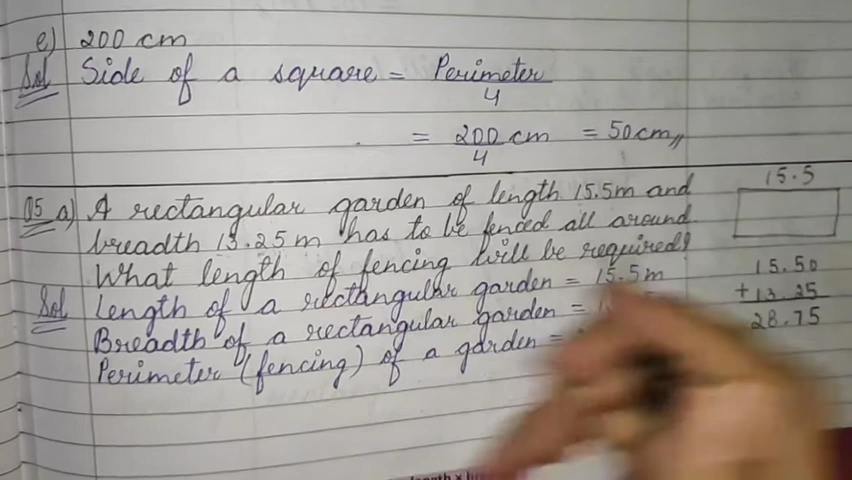 e) 200 cm
Sol Side of a square = Perimeter
4
= 200 cm = 50 cm
4
Q5 a) A rectangular garden of length 15.5m and
breadth 13.25 m has to be fenced all around.
What length of fencing will be required?
Sol Length of a rectangular garden = 15.5m
Breadth of a rectangular garden =
Perimeter (fencing) of a garden =
15.5
15.50
+ 13.25
28.75